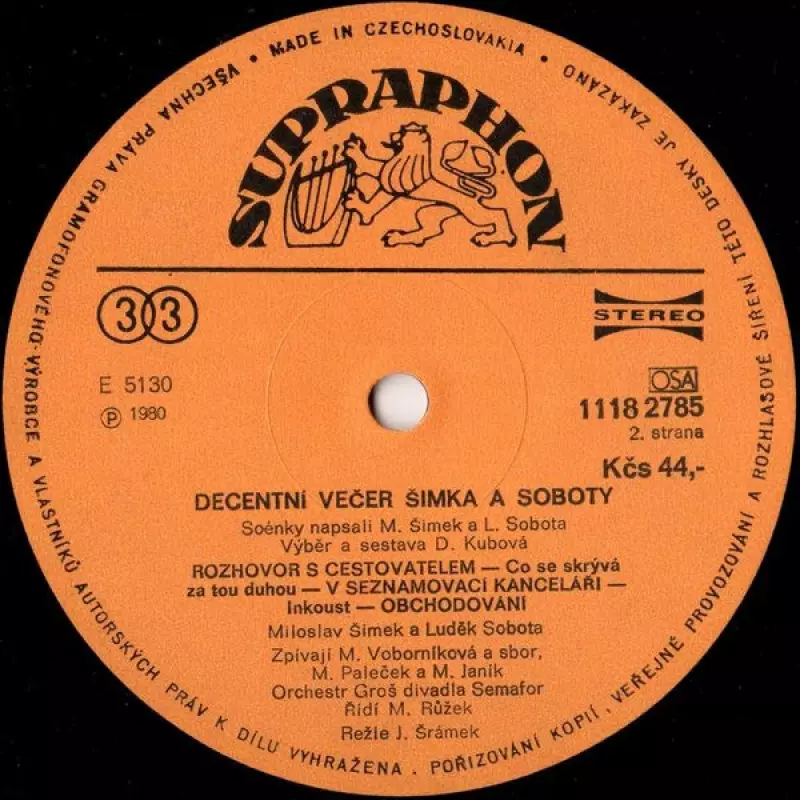 • MADE IN CZECHOSLOVAKIA •
VŠECHNA PRÁVA GRAMOFONOVÉHO VÝROBCE A VLASTNÍKŮ AUTORSKÝCH PRÁV K DÍLU VYHRAŽENA. POŘIZOVÁNÍ KOPIÍ, VEŘEJNÉ PROVOZOVÁNÍ A ROZHLASOVÉ ŠÍŘENÍ TÉTO DESKY JE ZAKÁZÁNO
SUPRAPHON
33
STEREO
E 5130
Ⓟ 1980
OSA
1118 2785
2. strana
Kčs 44,-
DECENTNÍ VEČER ŠIMKA A SOBOTY
Soénky napsali M. Šimek a L. Sobota
Výběr a sestava D. Kubová
ROZHOVOR S CESTOVATELEM — Co se skrývá
za tou duhou — V SEZNAMOVACÍ KANCELÁŘI —
Inkoust — OBCHODOVÁNÍ
Miloslav Šimek a Luděk Sobota
Zpívají M. Voborníková a sbor,
M. Paleček a M. Janík
Orchestr Groš divadla Semafor
Řídí M. Růžek
Režie J. Šrámek